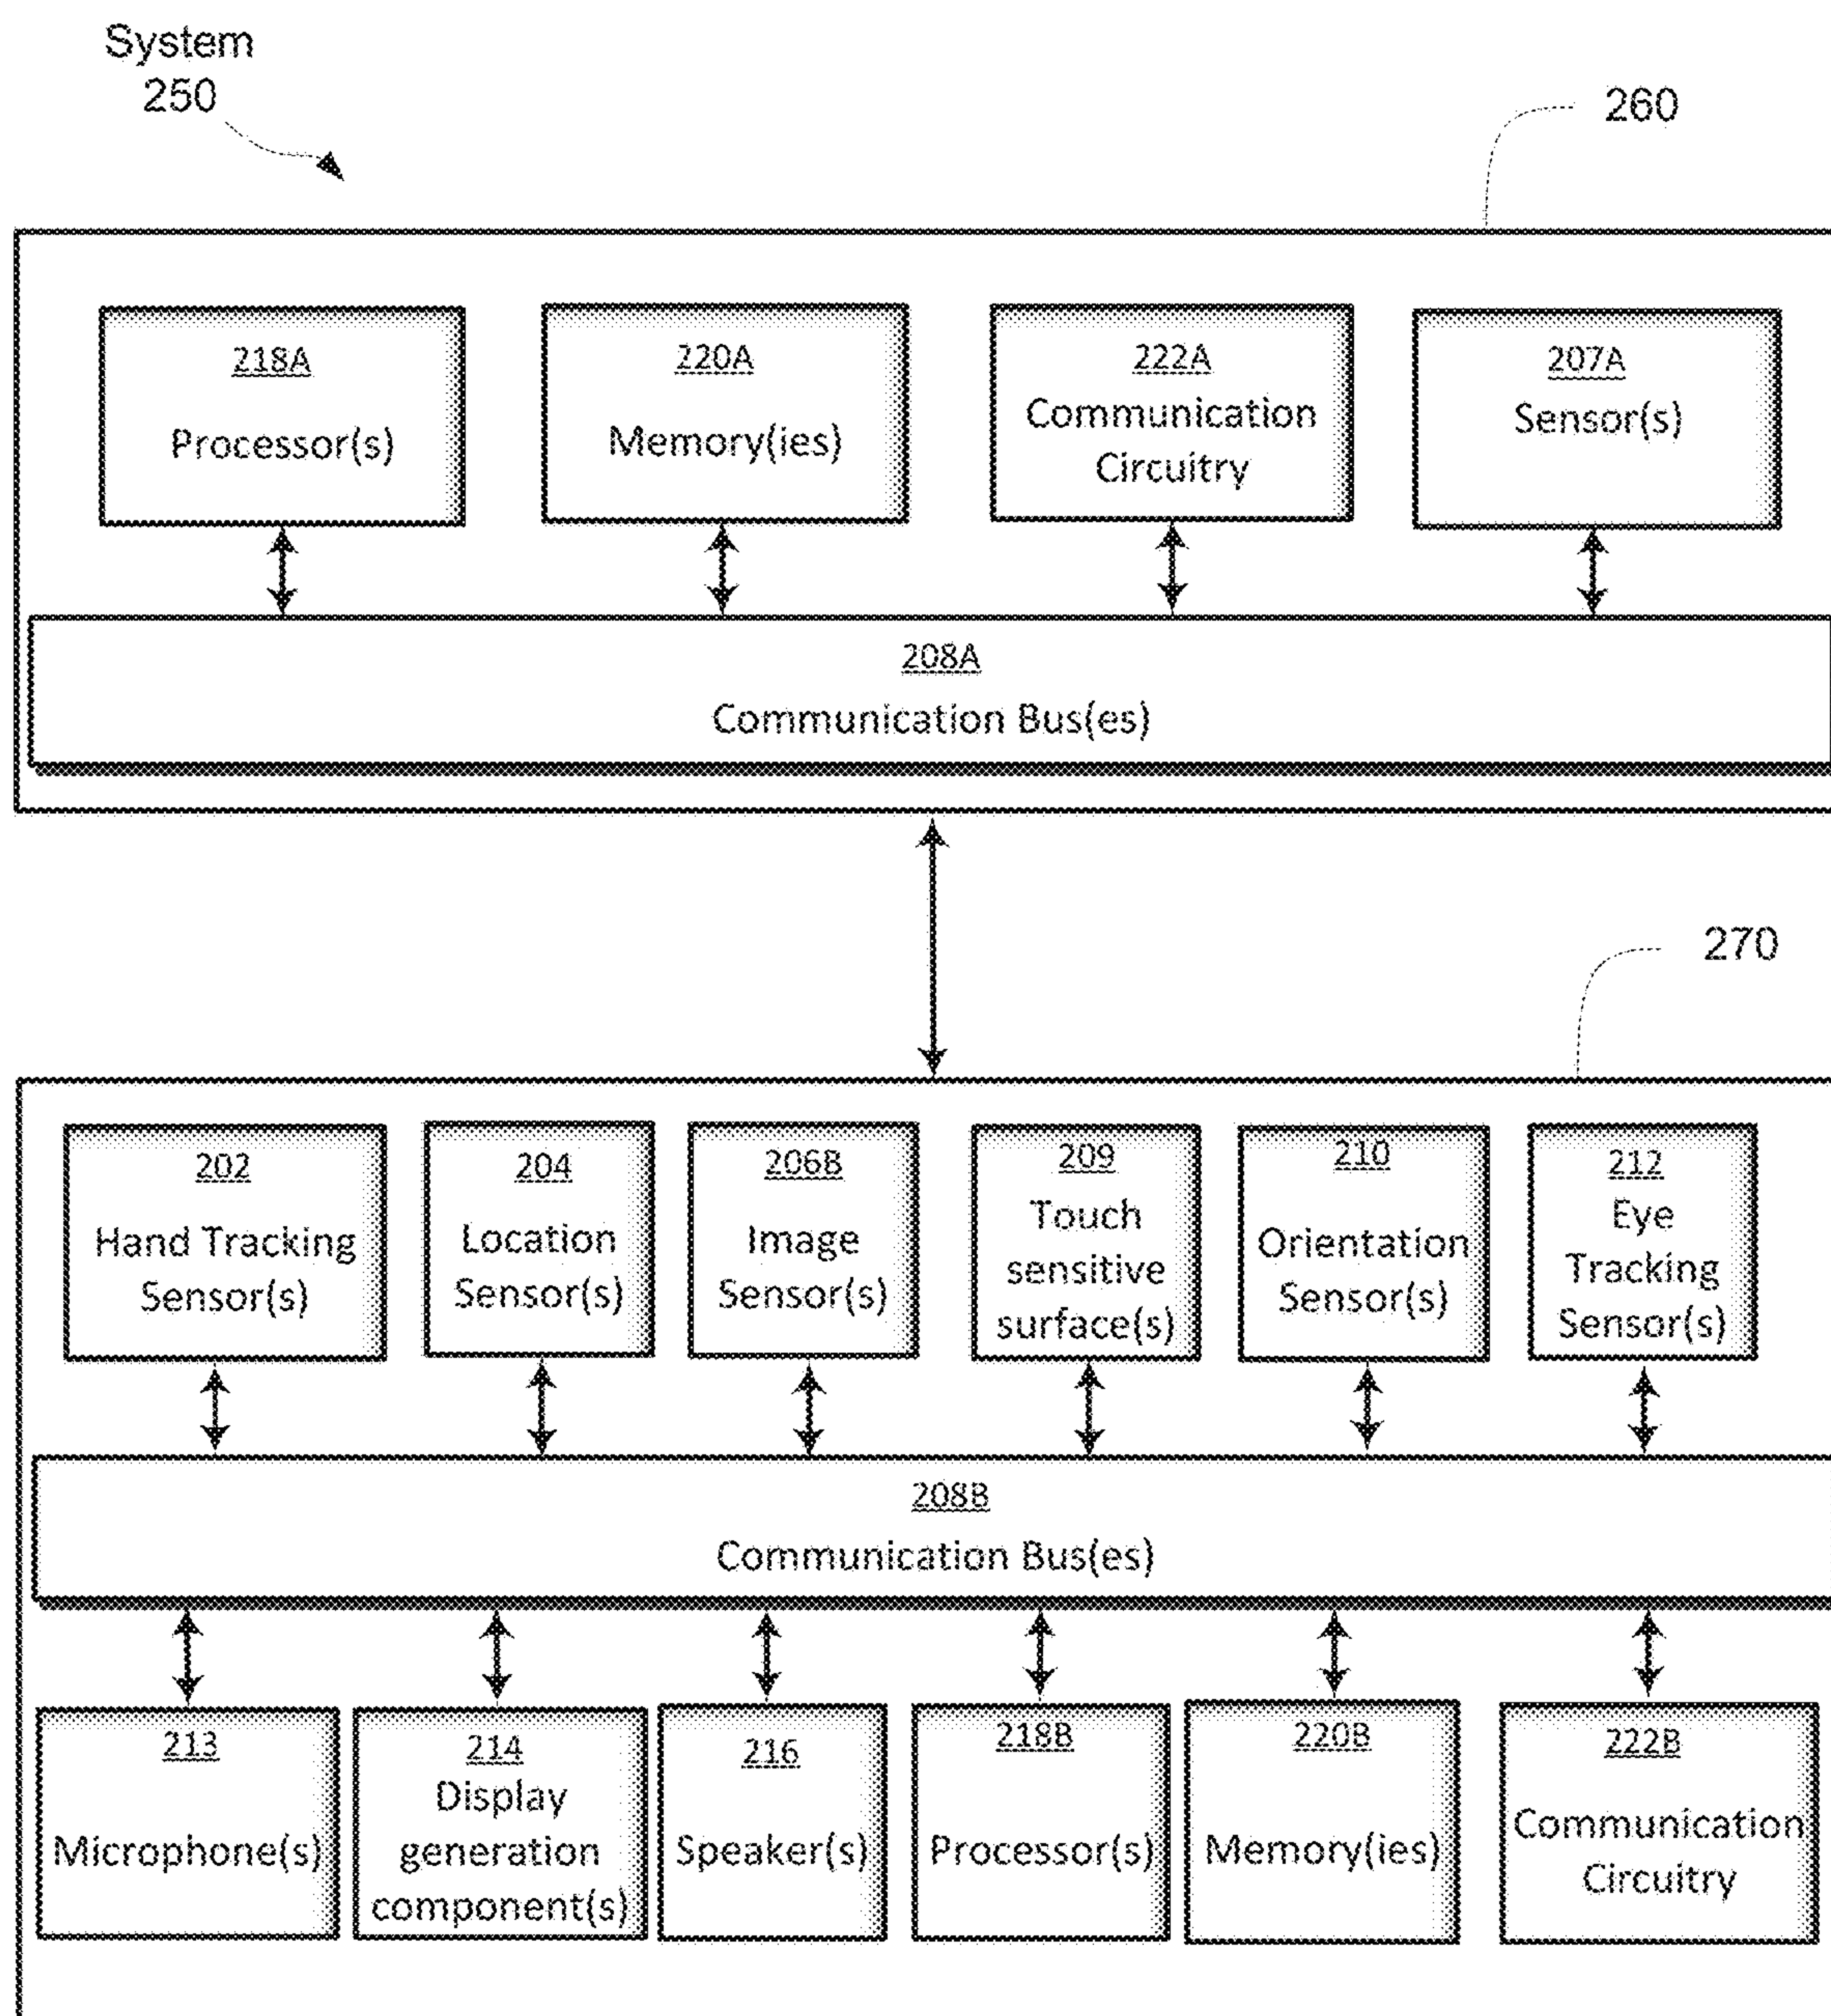 System
250
260
218A
Processor(s)
220A
Memory(ies)
222A
Communication
Circuitry
207A
Sensor(s)
208A
Communication Bus(es)
270
202
Hand Tracking
Sensor(s)
204
Location
Sensor(s)
206B
Image
Sensor(s)
209
Touch
sensitive
surface(s)
210
Orientation
Sensor(s)
212
Eye
Tracking
Sensor(s)
208B
Communication Bus(es)
213
Microphone(s)
214
Display
generation
component(s)
216
Speaker(s)
218B
Processor(s)
220B
Memory(ies)
222B
Communication
Circuitry